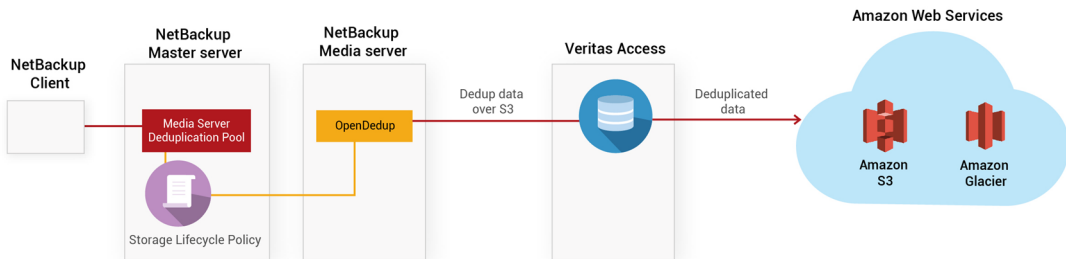 NetBackup
Client
NetBackup
Master server
Media Server
Deduplication Pool
Storage Lifecycle Policy
NetBackup
Media server
OpenDedup
Dedup data
over S3
Veritas Access
Deduplicated
data
Amazon Web Services
Amazon
S3
Amazon
Glacier